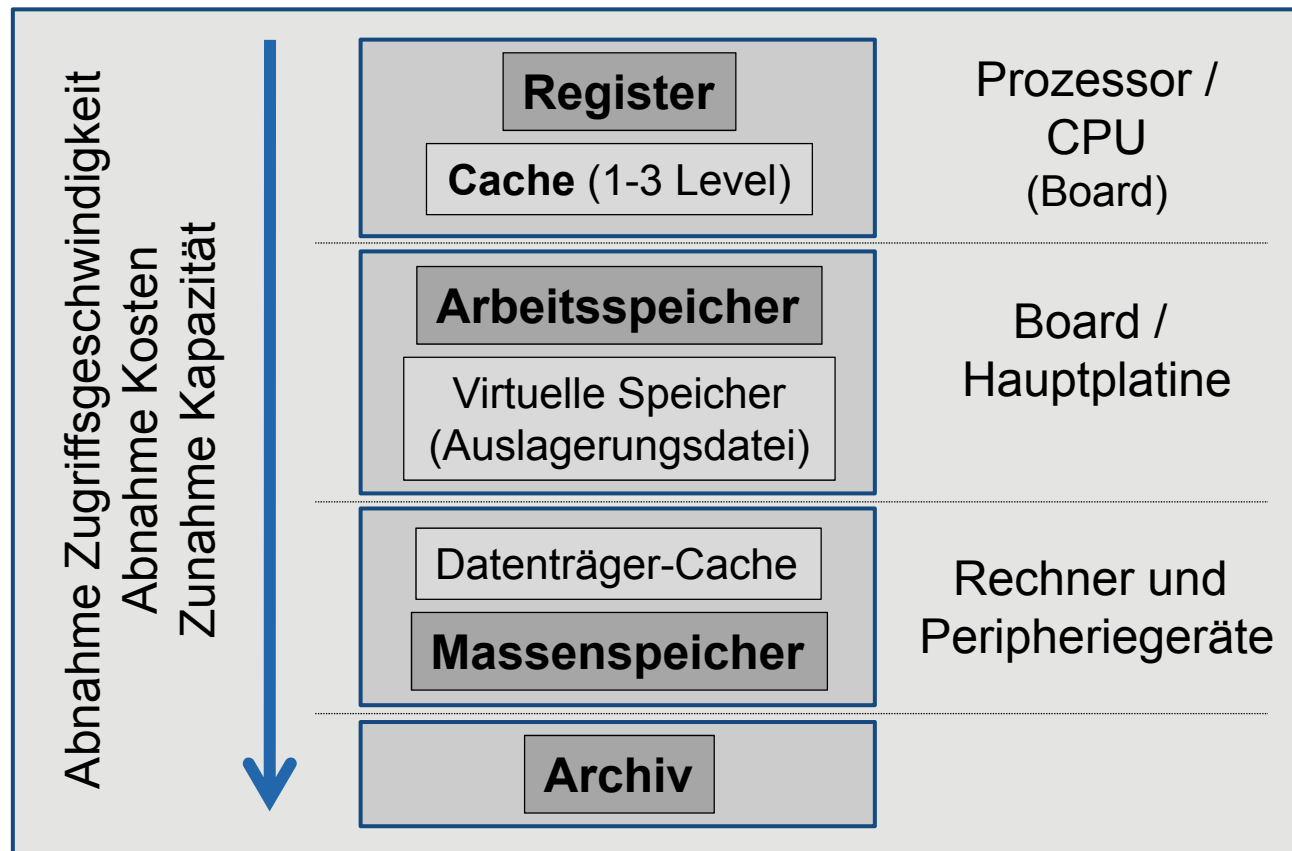 Abnahme Zugriffsgeschwindigkeit
Abnahme Kosten
Zunahme Kapazität
Register
Cache (1-3 Level)
Prozessor /
CPU
(Board)
Arbeitsspeicher
Virtuelle Speicher
(Auslagerungsdatei)
Board /
Hauptplatine
Datenträger-Cache
Massenspeicher
Rechner und
Peripheriegeräte
Archiv